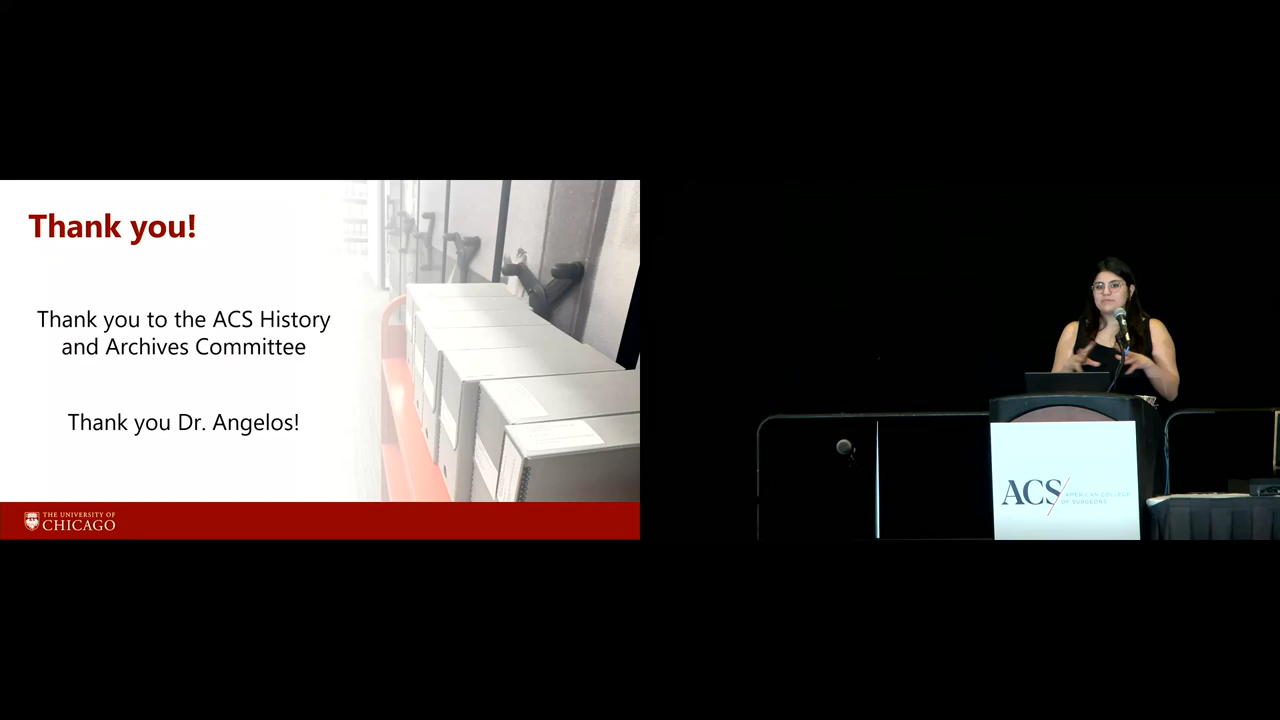 Thank you!
Thank you to the ACS History
and Archives Committee
Thank you Dr. Angelos!
THE UNIVERSITY OF
CHICAGO
ACS
AMERICAN COLLEGE
OF SURGEONS